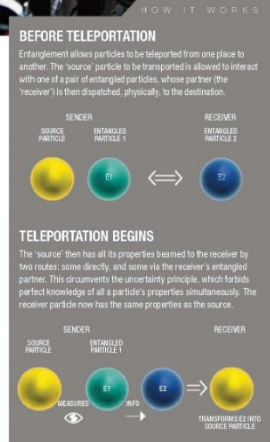 HOW IT WORKS
BEFORE TELEPORTATION
Entanglement allows particles to be teleported from one place to
another. The 'source' particle to be transported is allowed to interact
with one of a pair of entangled particles, whose partner (the
'receiver') is then dispatched, physically, to the destination.
SENDER
RECEIVER
SOURCE
PARTICLE
ENTANGLED
PARTICLE 1
ENTANGLED
PARTICLE 2
E1
E2
TELEPORTATION BEGINS
The 'source' then has all its properties beamed to the receiver by
two routes: some directly, and some via the receiver's entangled
partner. This circumvents the uncertainty principle, which forbids
perfect knowledge of all a particle's properties simultaneously. The
receiver particle now has the same properties as the source.
SENDER
RECEIVER
SOURCE
PARTICLE
ENTANGLED
PARTICLE 1
E1
E2
MEASURES
INFO
TRANSFORMS E2 INTO
SOURCE PARTICLE